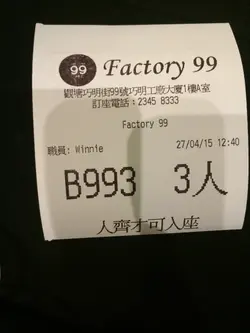 99 Factory 99
觀塘巧明街99號巧明工廠大廈1樓A室
訂座電話：2345 8333
Factory 99
職員: Winnie 27/04/15 12:40
B993 3人
人齊才可入座